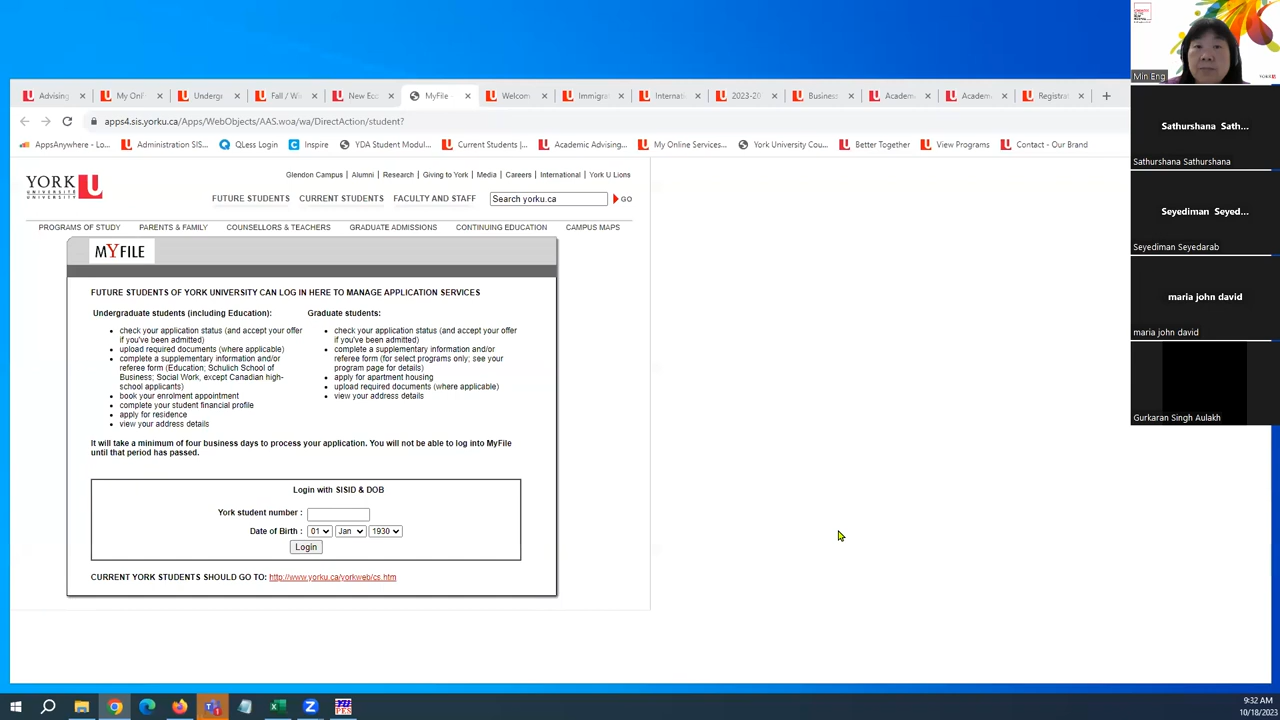 Advising
My Onl
Underg
Fall / Wi
New Ec
MyFile -
Welcom
Immigra
Internati
2023-20
Business
Academ
Academ
Registra
apps4.sis.yorku.ca/Apps/WebObjects/AAS.woa/wa/DirectAction/student?
AppsAnywhere - Lo...
Administration SIS...
QLess Login
Inspire
YDA Student Modul...
Current Students |...
Academic Advising...
My Online Services...
York University Cou...
Better Together
View Programs
Contact - Our Brand
YORK U
UNIVERSITÉ
UNIVERSITY
Glendon Campus | Alumni | Research | Giving to York | Media | Careers | International | York U Lions
FUTURE STUDENTS CURRENT STUDENTS FACULTY AND STAFF Search yorku.ca GO
PROGRAMS OF STUDY PARENTS & FAMILY COUNSELLORS & TEACHERS GRADUATE ADMISSIONS CONTINUING EDUCATION CAMPUS MAPS
MYFILE
FUTURE STUDENTS OF YORK UNIVERSITY CAN LOG IN HERE TO MANAGE APPLICATION SERVICES
Undergraduate students (including Education):
check your application status (and accept your offer
if you've been admitted)
upload required documents (where applicable)
complete a supplementary information and/or
referee form (Education; Schulich School of
Business; Social Work, except Canadian high-
school applicants)
book your enrolment appointment
complete your student financial profile
apply for residence
view your address details
Graduate students:
check your application status (and accept your offer
if you've been admitted)
complete a supplementary information and/or
referee form (for select programs only; see your
program page for details)
apply for apartment housing
upload required documents (where applicable)
view your address details
It will take a minimum of four business days to process your application. You will not be able to log into MyFile
until that period has passed.
Login with SISID & DOB
York student number :
Date of Birth : 01 Jan 1930
Login
CURRENT YORK STUDENTS SHOULD GO TO: http://www.yorku.ca/yorkweb/cs.htm
Min Eng
Sathurshana Sath...
Sathurshana Sathurshana
Seyediman Seyed...
Seyediman Seyedarab
maria john david
maria john david
Gurkaran Singh Aulakh
9:32 AM
10/18/2023